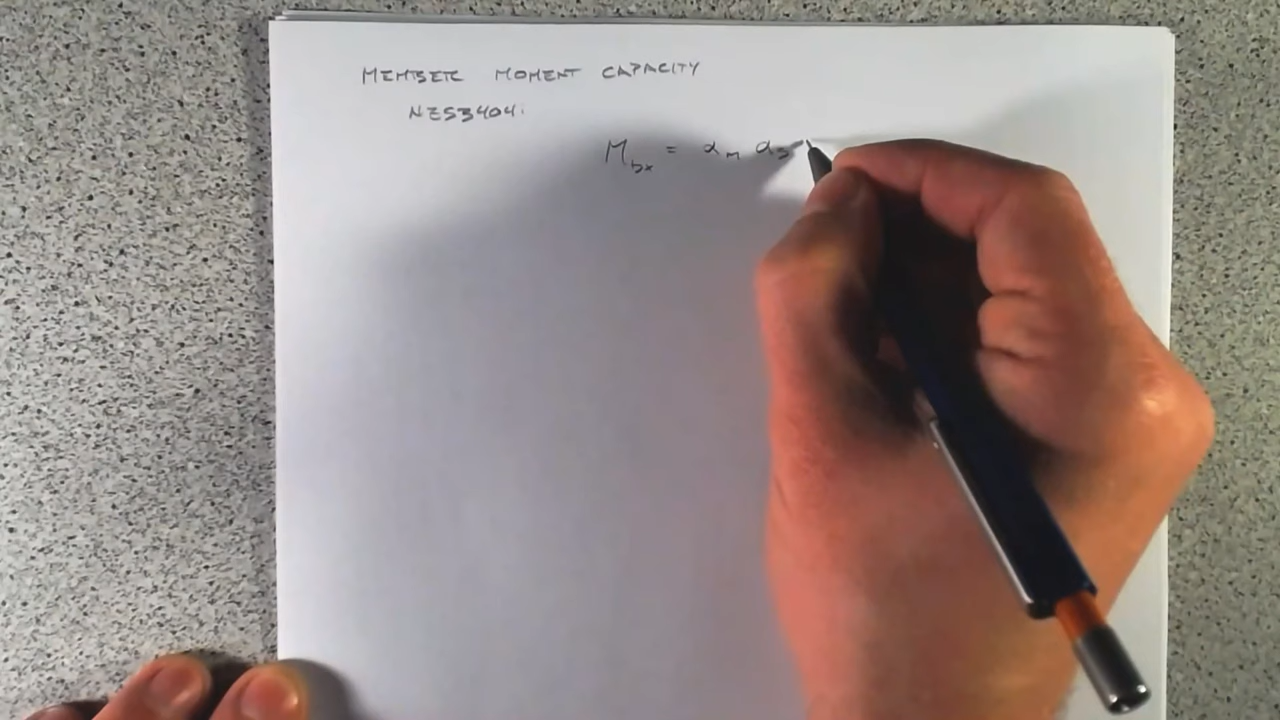 MEMBER MOMENT CAPACITY
NZS3404:
M_bx = α_m α_s